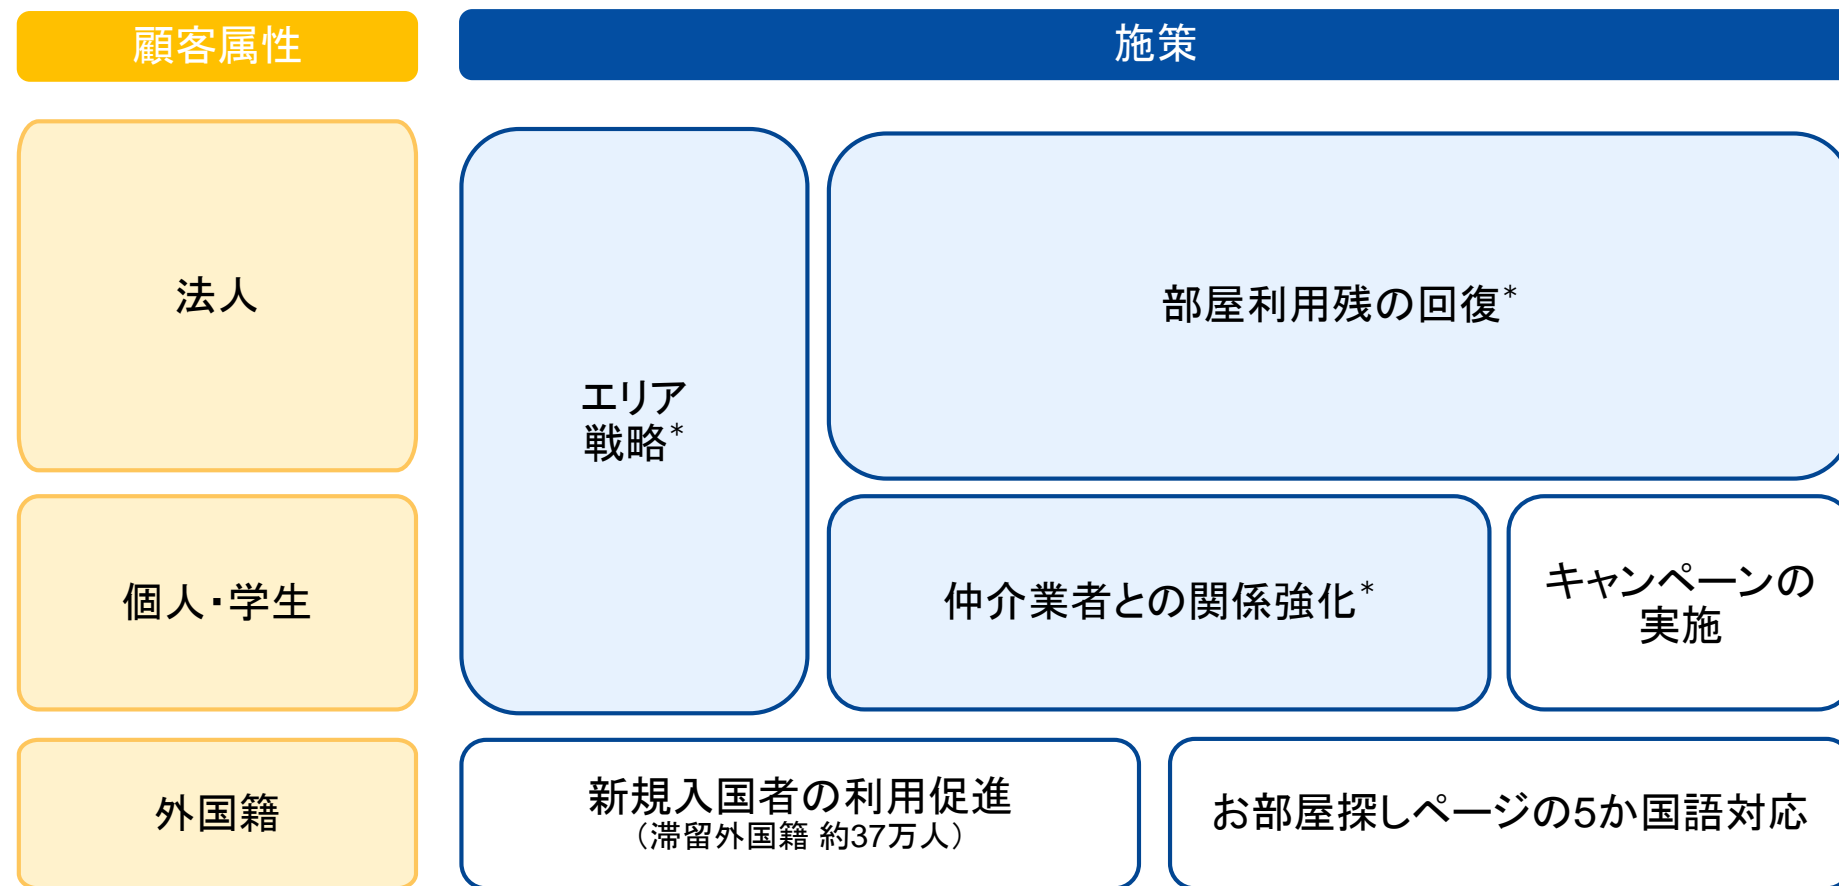 顧客属性
施策
法人
エリア
戦略*
部屋利用残の回復*
個人・学生
仲介業者との関係強化*
キャンペーンの
実施
外国籍
新規入国者の利用促進
（滞留外国籍 約37万人）
お部屋探しページの5か国語対応